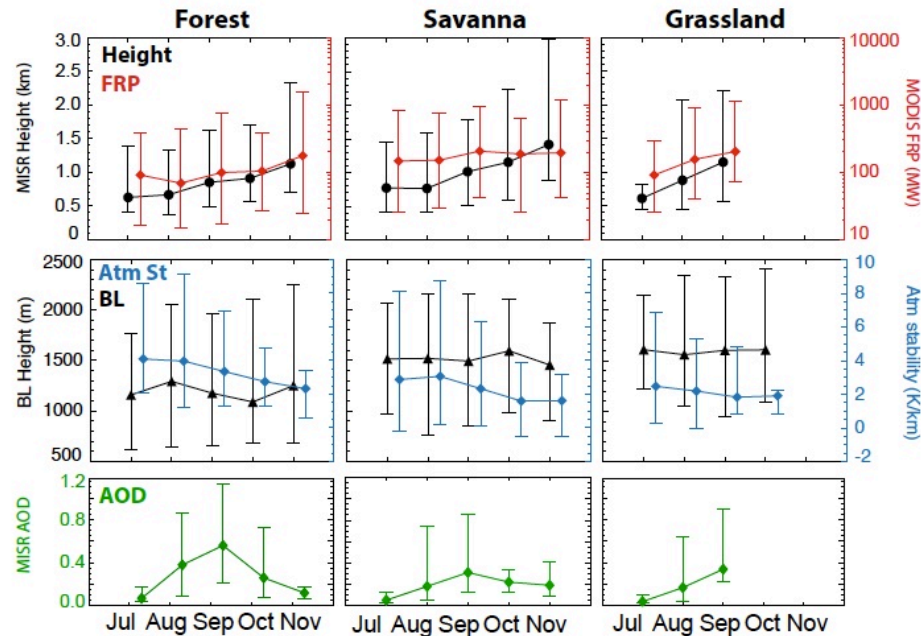 Forest Savanna Grassland
Height
FRP
MISR Height (km)
3.0
2.5
2.0
1.5
1.0
0.5
0
10000
1000
100
10
MODIS FRP (MW)
Atm St
BL
BL Height (m)
2500
2000
1500
1000
500
10
8
6
4
2
0
-2
Atm stability (K/km)
AOD
MISR AOD
1.2
0.8
0.4
0.0
Jul Aug Sep Oct Nov Jul Aug Sep Oct Nov Jul Aug Sep Oct Nov